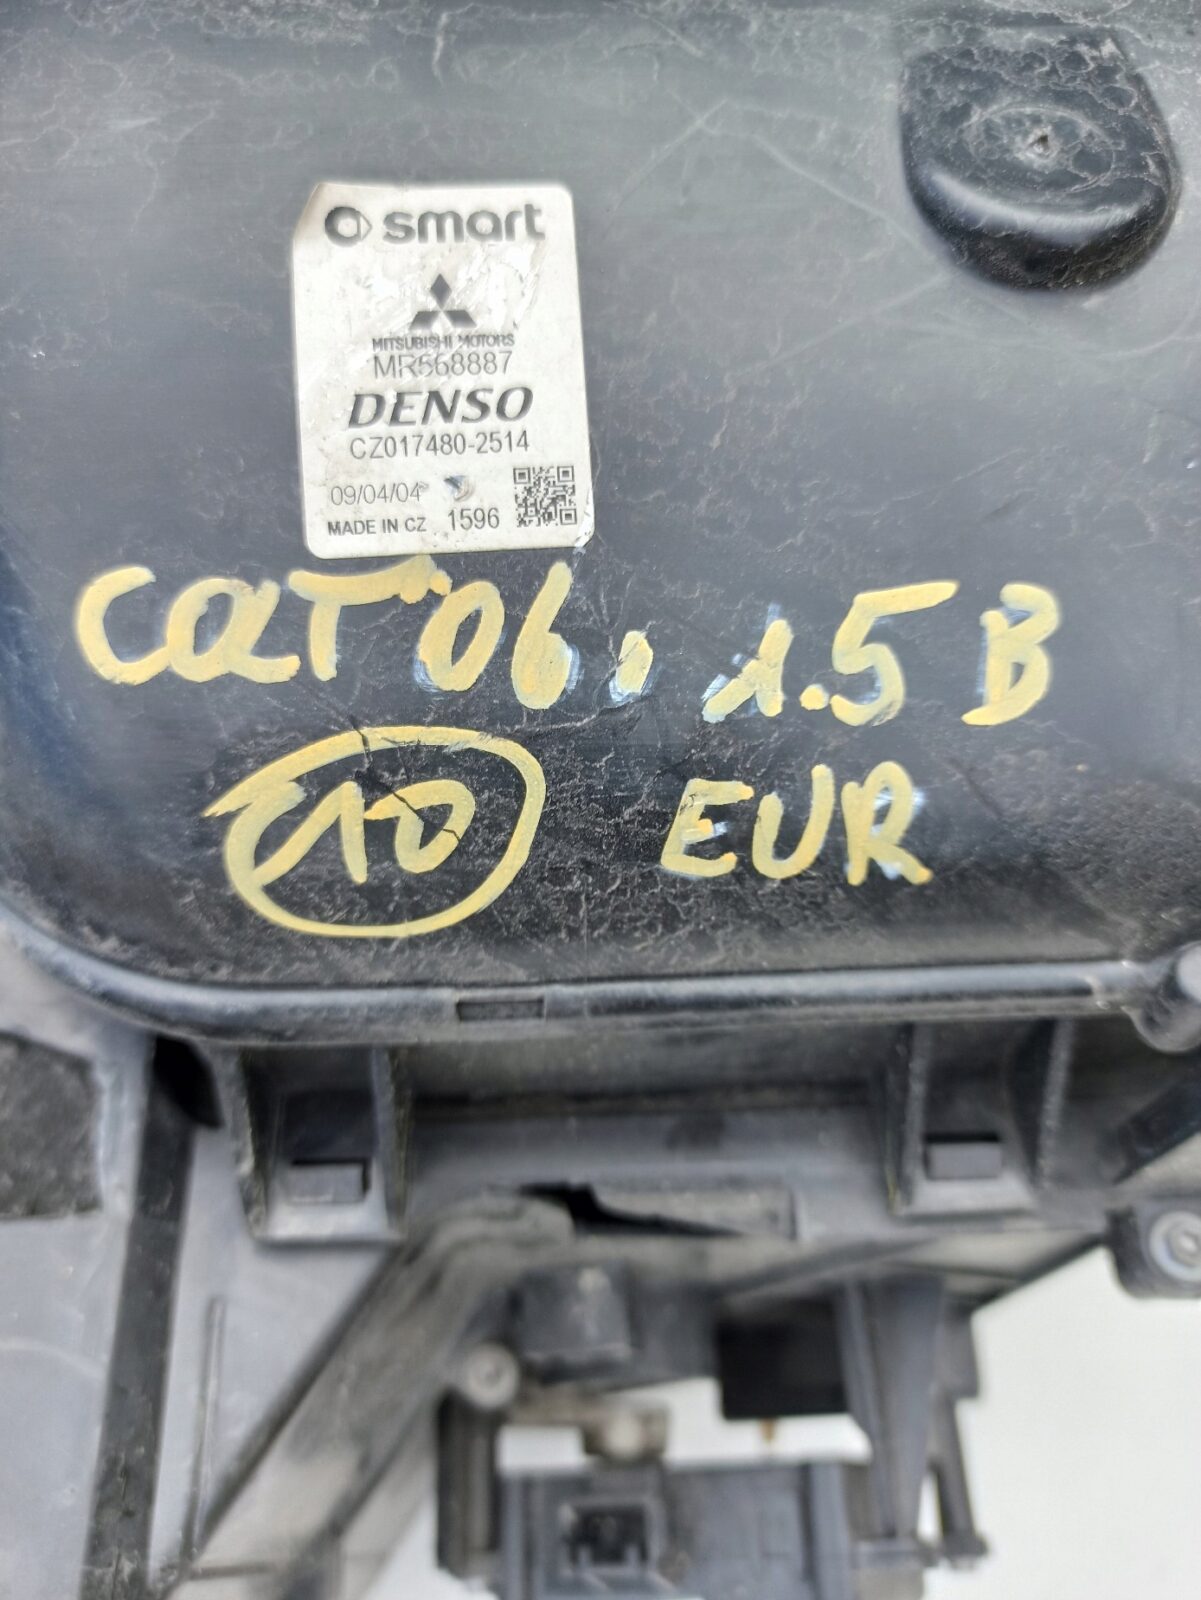 smart
MITSUBISHI MOTORS
MR568887
DENSO
CZ017480-2514
09/04/04
MADE IN CZ 1596
COLT 06, 1.5 B
10 EUR